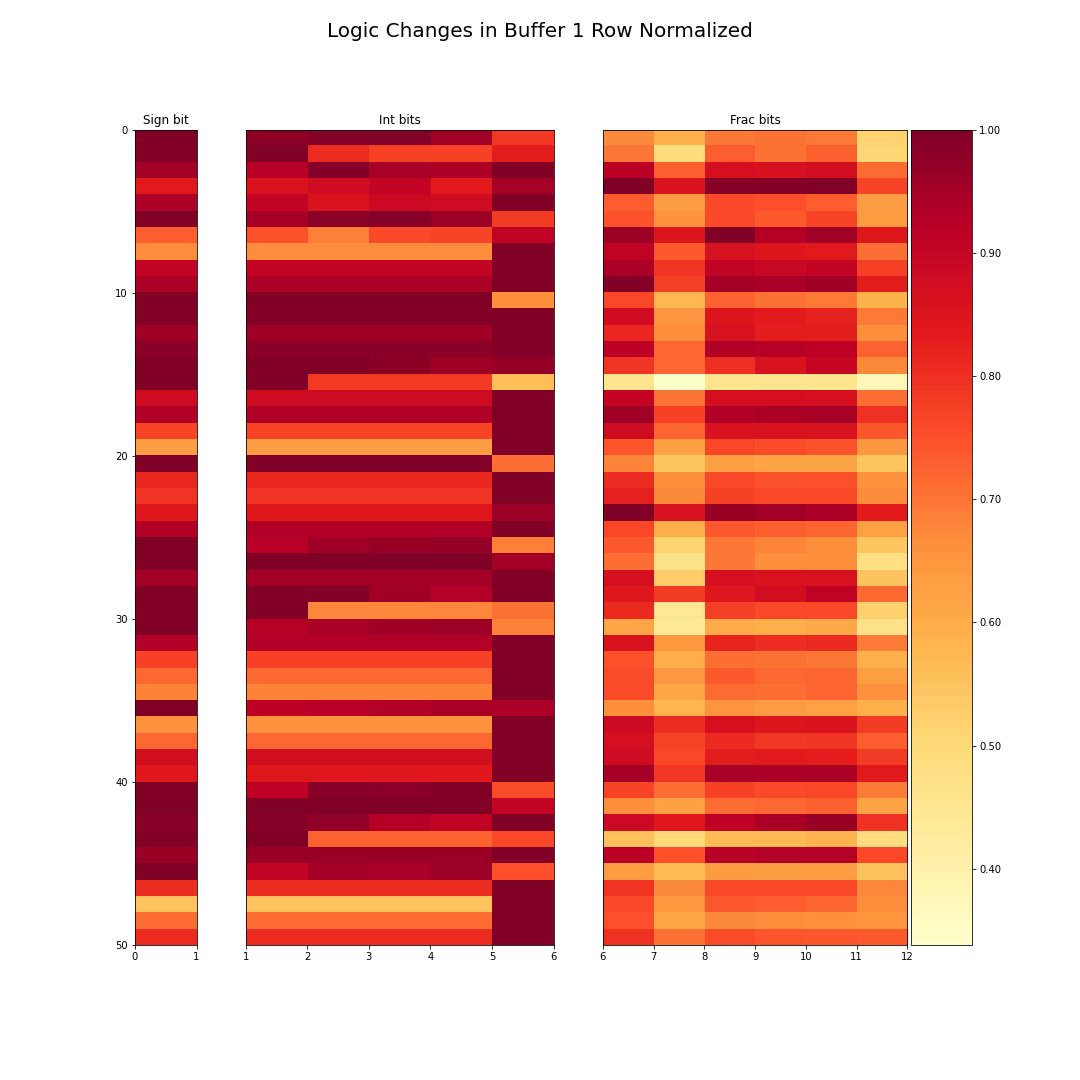 Logic Changes in Buffer 1 Row Normalized
Sign bit
Int bits
Frac bits
0
10
20
30
40
50
0 1
1 2 3 4 5 6
6 7 8 9 10 11 12
1.00
0.90
0.80
0.70
0.60
0.50
0.40